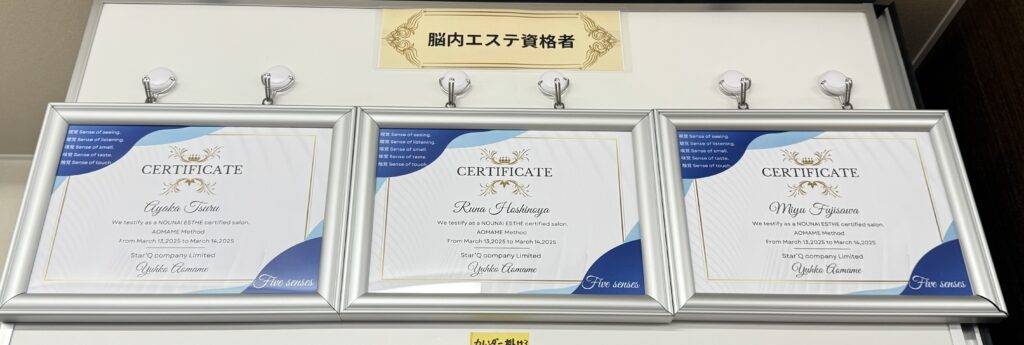 脳内エステ資格者
視覚 Sense of seeing.
聴覚 Sense of listening.
嗅覚 Sense of smell.
味覚 Sense of taste.
触覚 Sense of touch.
CERTIFICATE
Ayaka Tsuru
We testify as a NOUNAI ESTHE certified salon.
AOMAME Method
From March 13,2025 to March 14,2025
Star'Q company Limited
Yuhko Aomame
Five senses
視覚 Sense of seeing.
聴覚 Sense of listening.
嗅覚 Sense of smell.
味覚 Sense of taste.
触覚 Sense of touch.
CERTIFICATE
Runa Hoshinoya
We testify as a NOUNAI ESTHE certified salon.
AOMAME Method
From March 13,2025 to March 14,2025
Star'Q company Limited
Yuhko Aomame
Five senses
視覚 Sense of seeing.
聴覚 Sense of listening.
嗅覚 Sense of smell.
味覚 Sense of taste.
触覚 Sense of touch.
CERTIFICATE
Miyu Fujisawa
We testify as a NOUNAI ESTHE certified salon.
AOMAME Method
From March 13,2025 to March 14,2025
Star'Q company Limited
Yuhko Aomame
Five senses